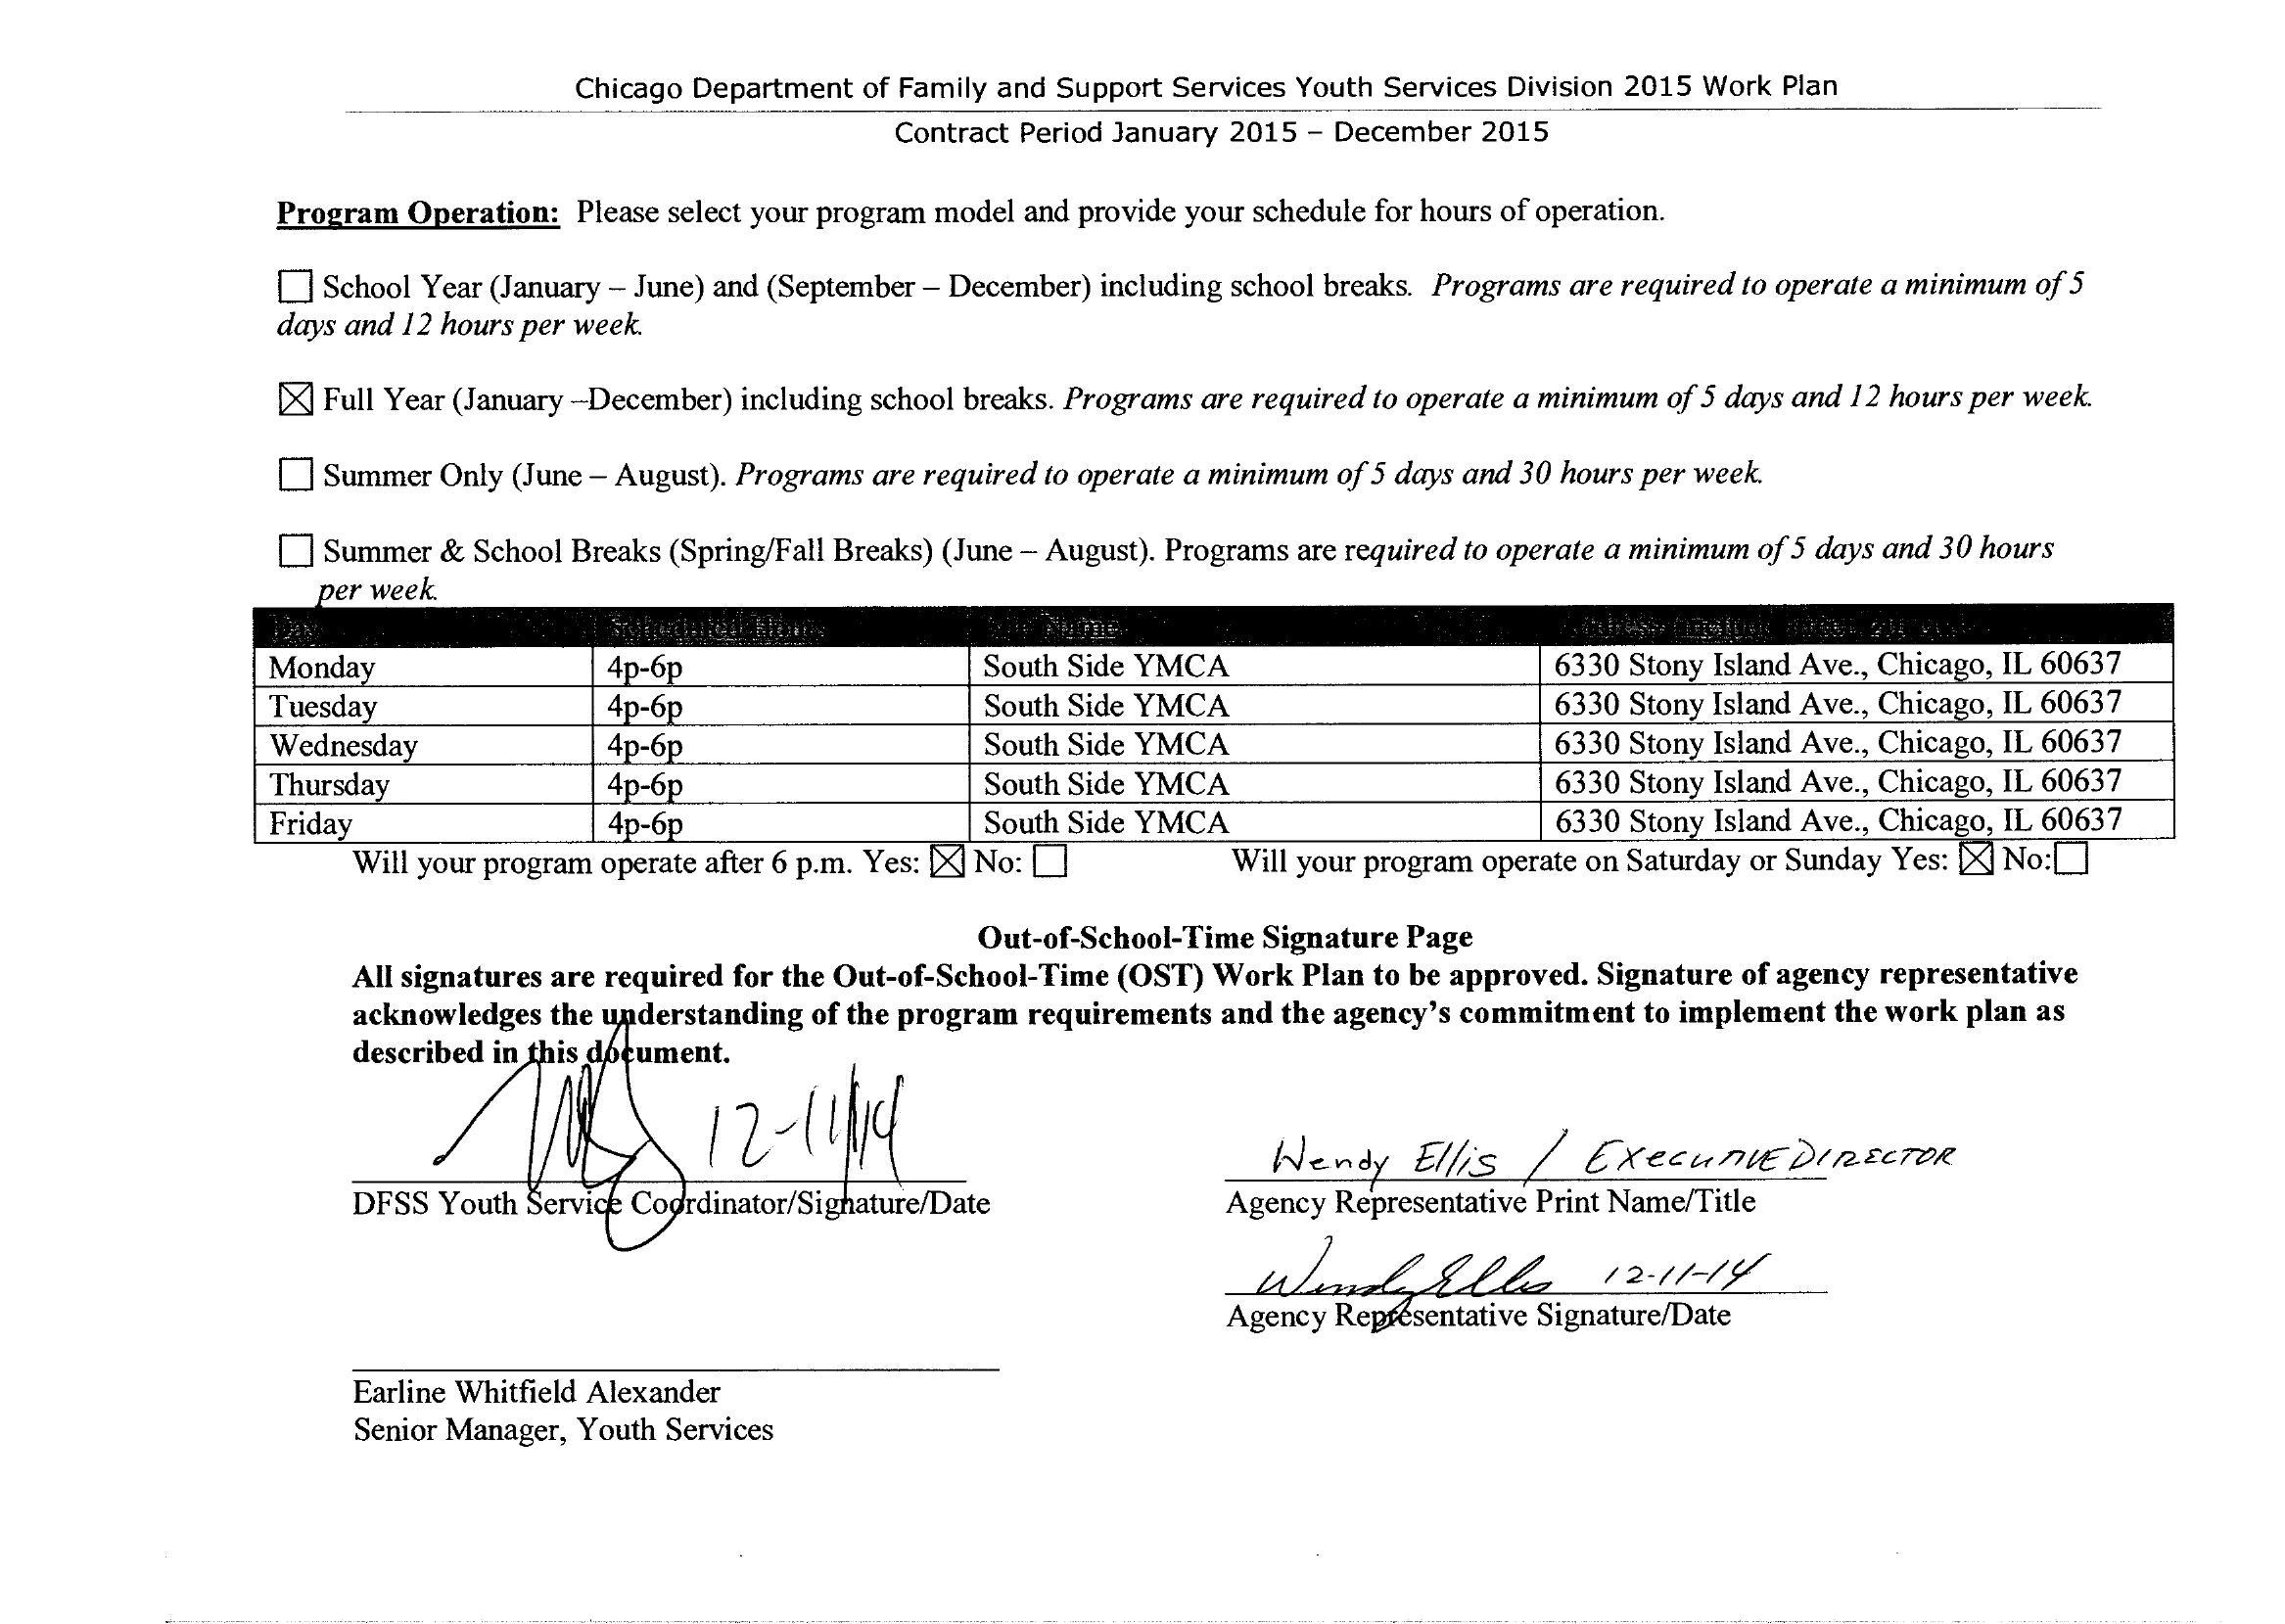 Chicago Department of Family and Support Services Youth Services Division 2015 Work Plan
Contract Period January 2015 – December 2015
Program Operation: Please select your program model and provide your schedule for hours of operation.
☐ School Year (January – June) and (September – December) including school breaks. Programs are required to operate a minimum of 5
days and 12 hours per week.
☒ Full Year (January –December) including school breaks. Programs are required to operate a minimum of 5 days and 12 hours per week.
☐ Summer Only (June – August). Programs are required to operate a minimum of 5 days and 30 hours per week.
☐ Summer & School Breaks (Spring/Fall Breaks) (June – August). Programs are required to operate a minimum of 5 days and 30 hours
per week.
Day Scheduled Hours Name
Monday 4p-6p South Side YMCA 6330 Stony Island Ave., Chicago, IL 60637
Tuesday 4p-6p South Side YMCA 6330 Stony Island Ave., Chicago, IL 60637
Wednesday 4p-6p South Side YMCA 6330 Stony Island Ave., Chicago, IL 60637
Thursday 4p-6p South Side YMCA 6330 Stony Island Ave., Chicago, IL 60637
Friday 4p-6p South Side YMCA 6330 Stony Island Ave., Chicago, IL 60637
Will your program operate after 6 p.m. Yes: ☒ No: ☐ Will your program operate on Saturday or Sunday Yes: ☒ No:☐
Out-of-School-Time Signature Page
All signatures are required for the Out-of-School-Time (OST) Work Plan to be approved. Signature of agency representative
acknowledges the understanding of the program requirements and the agency's commitment to implement the work plan as
described in this document.
12-11/14
DFSS Youth Service Coordinator/Signature/Date
Wendy Ellis / EXECUTIVE DIRECTOR
Agency Representative Print Name/Title
Wendy Ellis 12-11-14
Agency Representative Signature/Date
Earline Whitfield Alexander
Senior Manager, Youth Services